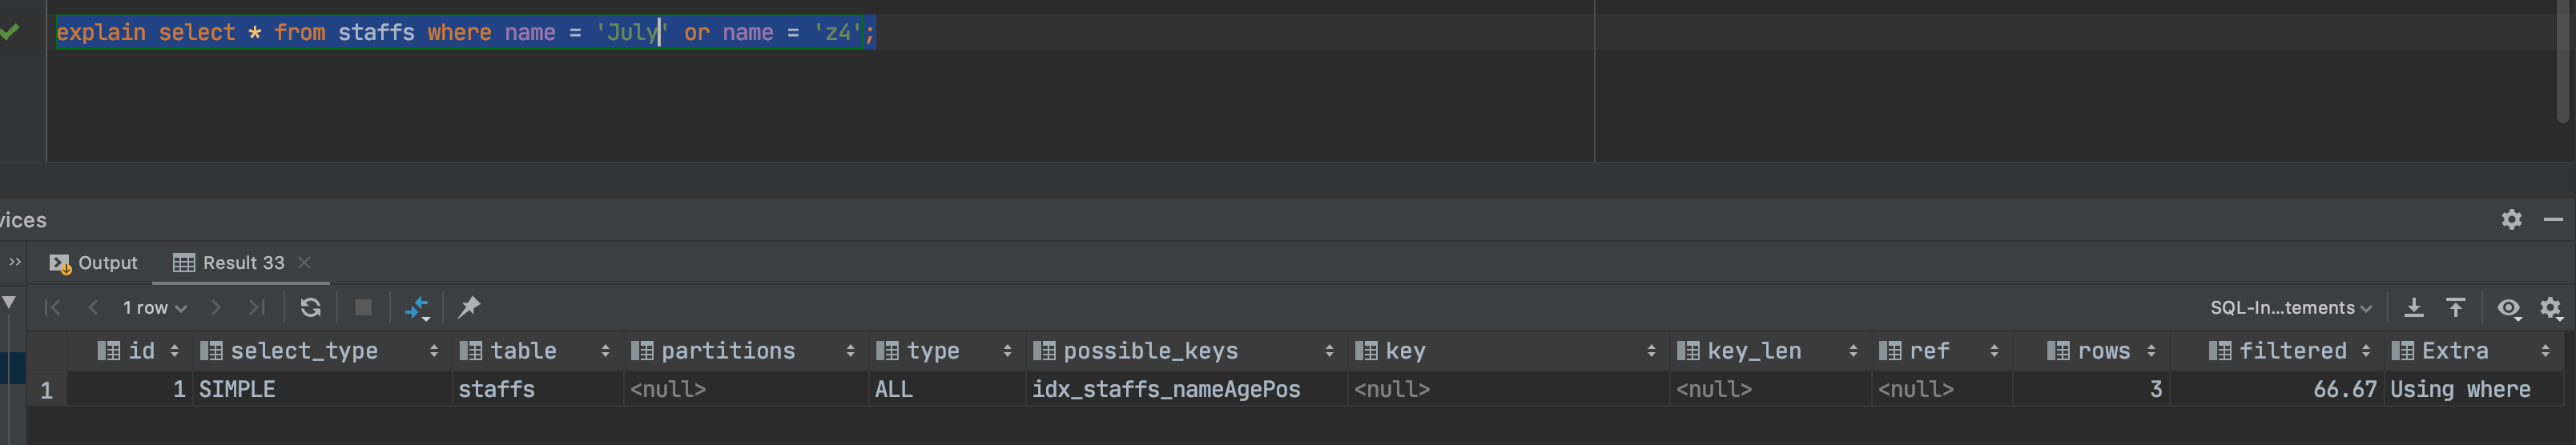 explain select * from staffs where name = 'July' or name = 'z4';
vices
Output Result 33
1 row SQL-In...tements
id select_type table partitions type possible_keys key key_len ref rows filtered Extra
1 1 SIMPLE staffs <null> ALL idx_staffs_nameAgePos <null> <null> <null> 3 66.67 Using where